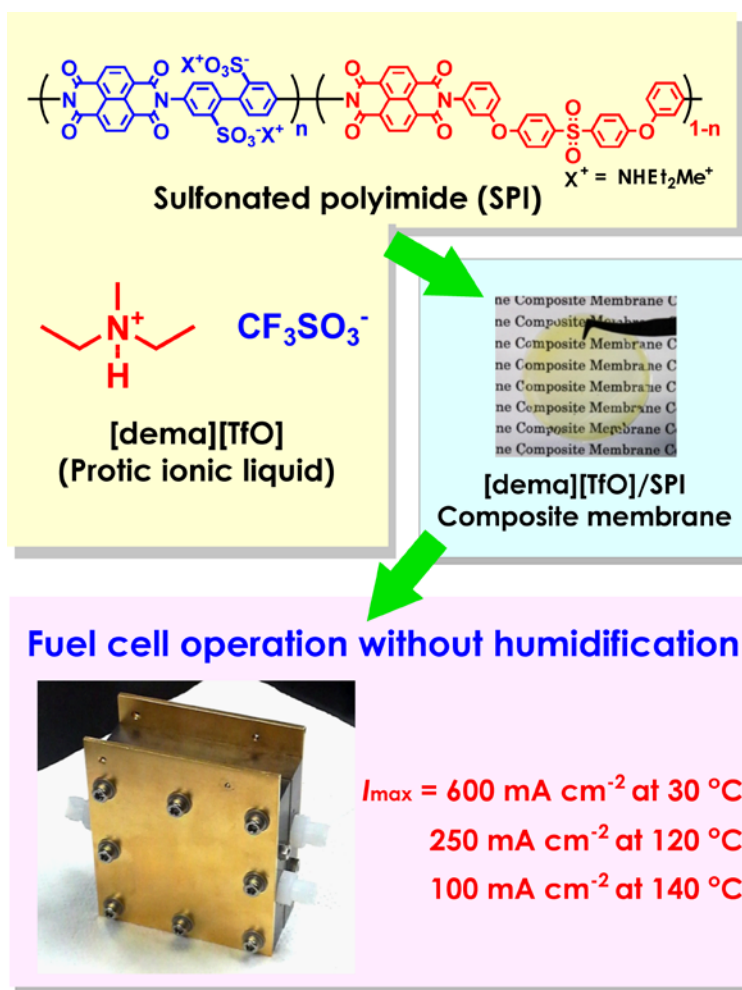 O O O O O O O O
X⁺O₃S⁻
N N N N
SO₃⁻X⁺
n
O S O
O O
1-n
X⁺ = NHEt₂Me⁺
Sulfonated polyimide (SPI)
N⁺
H
CF₃SO₃⁻
[dema][TfO]
(Protic ionic liquid)
ne Composite Membrane C
ne Composite Membrane
ne Composite Membrane C
ne Composite Membrane C
ne Composite Membrane C
ne Composite Membrane C
ne Composite Membrane C
ne Composite Membrane C
[dema][TfO]/SPI
Composite membrane
Fuel cell operation without humidification
Imax = 600 mA cm⁻² at 30 °C
250 mA cm⁻² at 120 °C
100 mA cm⁻² at 140 °C